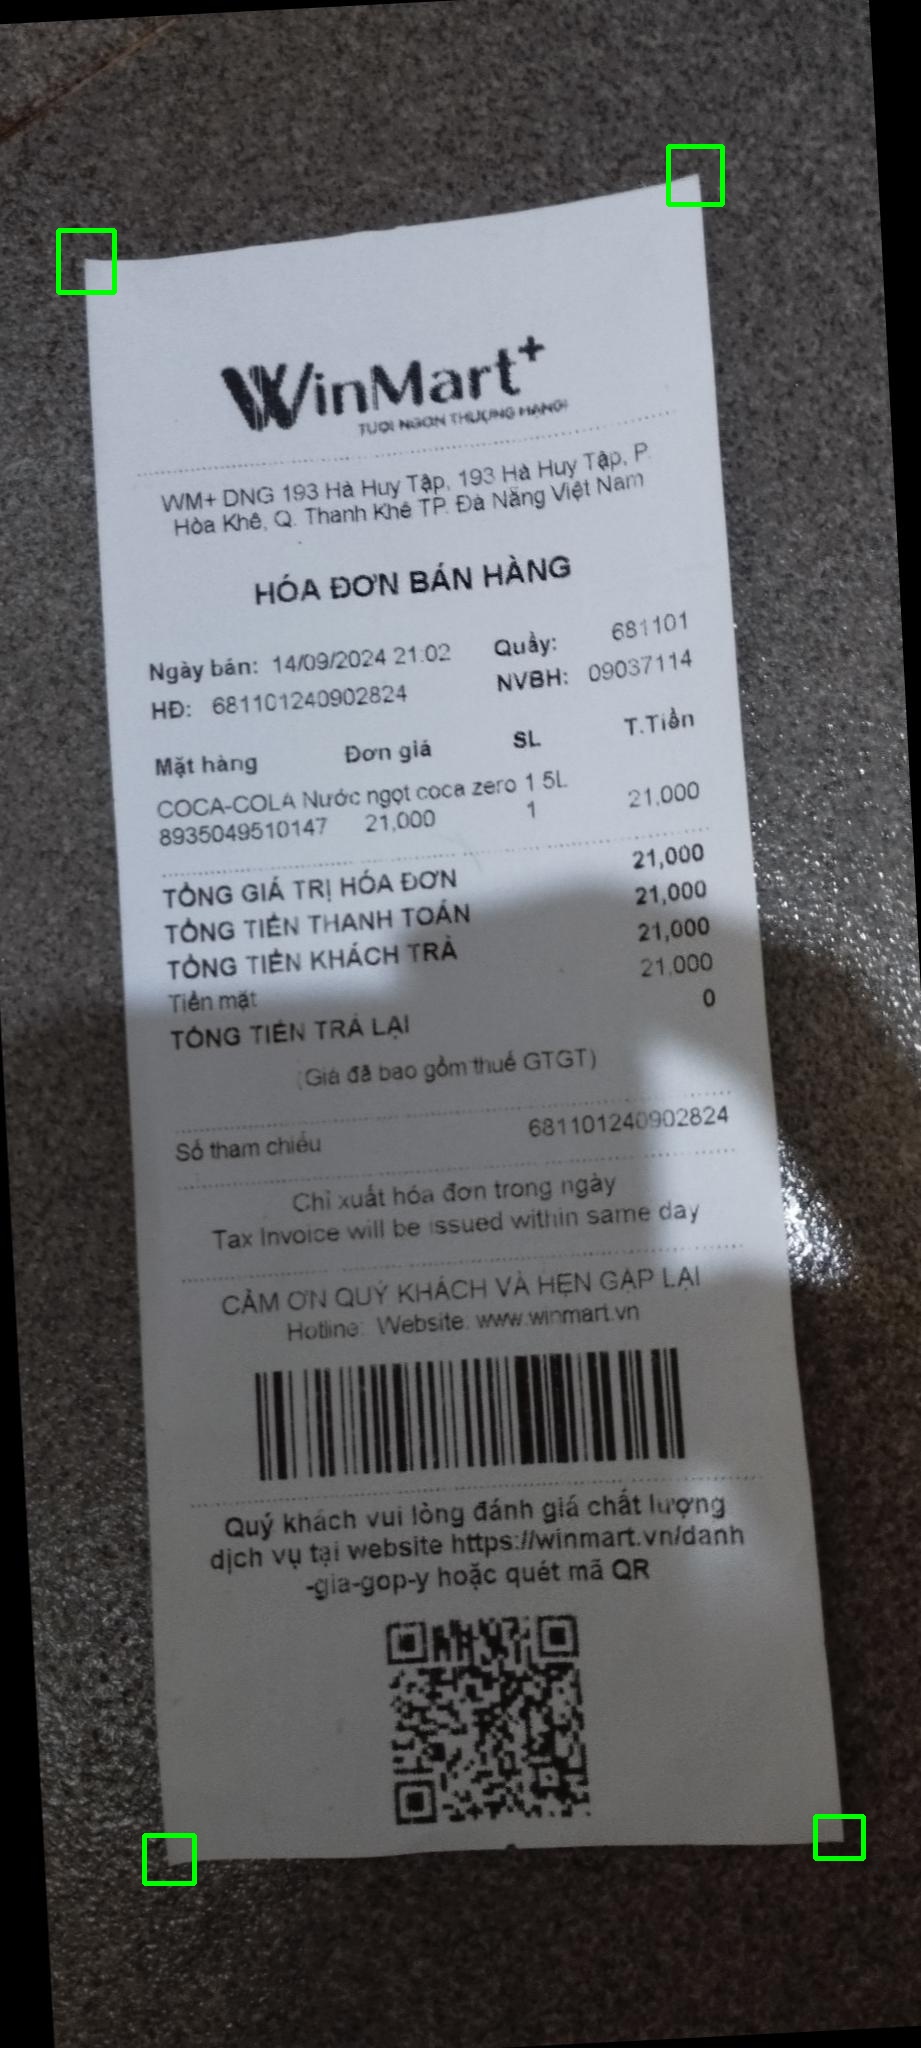 WinMart+
TƯƠI NGON THƯỢNG HẠNG!
WM+ DNG 193 Hà Huy Tập, 193 Hà Huy Tập, P.
Hòa Khê, Q. Thanh Khê TP. Đà Nẵng Việt Nam
HÓA ĐƠN BÁN HÀNG
Ngày bán: 14/09/2024 21:02 Quầy: 681101
HĐ: 681101240902824 NVBH: 09037114
Mặt hàng Đơn giá SL T.Tiền
COCA-COLA Nước ngọt coca zero 1.5L
8935049510147 21,000 1 21,000
TỔNG GIÁ TRỊ HÓA ĐƠN 21,000
TỔNG TIỀN THANH TOÁN 21,000
TỔNG TIỀN KHÁCH TRẢ 21,000
Tiền mặt 21,000
TỔNG TIỀN TRẢ LẠI 0
(Giá đã bao gồm thuế GTGT)
Số tham chiếu 681101240902824
Chỉ xuất hóa đơn trong ngày
Tax Invoice will be issued within same day
CẢM ƠN QUÝ KHÁCH VÀ HẸN GẶP LẠI
Hotline: Website: www.winmart.vn
Quý khách vui lòng đánh giá chất lượng
dịch vụ tại website https://winmart.vn/danh
-gia-gop-y hoặc quét mã QR